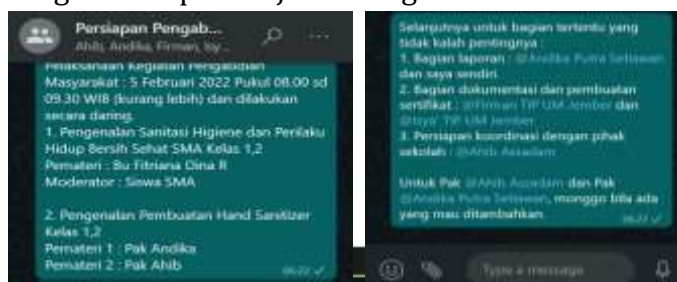 Persiapan Pengab...
Ahib, Andika, Firman, Isy...
Pelaksanaan Kegiatan Pengabdian
Masyarakat : 5 Februari 2022 Pukul 08.00 sd
09.30 WIB (kurang lebih) dan dilakukan
secara daring.
1. Pengenalan Sanitasi Higiene dan Perilaku
Hidup Bersih Sehat SMA Kelas 1,2
Pemateri : Bu Fitriana Dina R
Moderator : Siswa SMA
2. Pengenalan Pembuatan Hand Sanitizer
Kelas 1,2
Pemateri 1 : Pak Andika
Pemateri 2 : Pak Ahib
06.22
Selanjutnya untuk bagian tertentu yang
tidak kalah pentingnya :
1. Bagian laporan : @Andika Putra Setiawan
dan saya sendiri.
2. Bagian dokumentasi dan pembuatan
sertifikat : @Firman TIP UM Jember dan
@Isya' TIP UM Jember
3. Persiapan koordinasi dengan pihak
sekolah : @Ahib Assadam
Untuk Pak @Ahib Assadam dan Pak
@Andika Putra Setiawan, monggo bila ada
yang mau ditambahkan.
06.22
Type a message